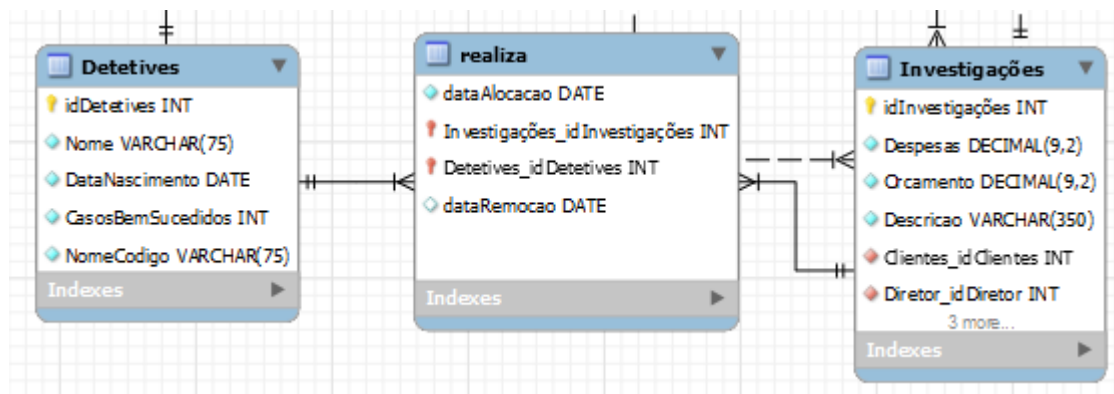 Detetives
idDetetives INT
Nome VARCHAR(75)
DataNascimento DATE
CasosBemSucedidos INT
NomeCodigo VARCHAR(75)
Indexes
realiza
dataAlocacao DATE
Investigações_idInvestigações INT
Detetives_idDetetives INT
dataRemocao DATE
Indexes
Investigações
idInvestigações INT
Despesas DECIMAL(9,2)
Orcamento DECIMAL(9,2)
Descricao VARCHAR(350)
Clientes_idClientes INT
Diretor_idDiretor INT
3 more...
Indexes